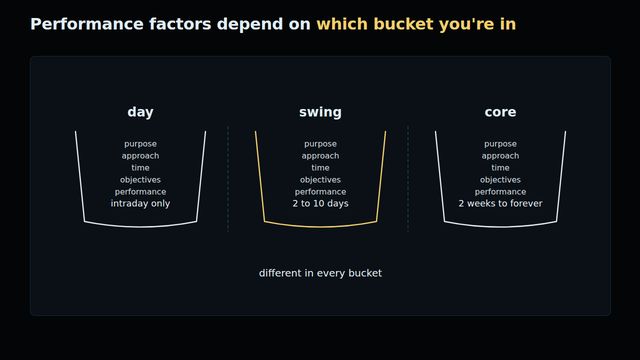 Performance factors depend on which bucket you're in
day
purpose
approach
time
objectives
performance
intraday only
swing
purpose
approach
time
objectives
performance
2 to 10 days
core
purpose
approach
time
objectives
performance
2 weeks to forever
different in every bucket